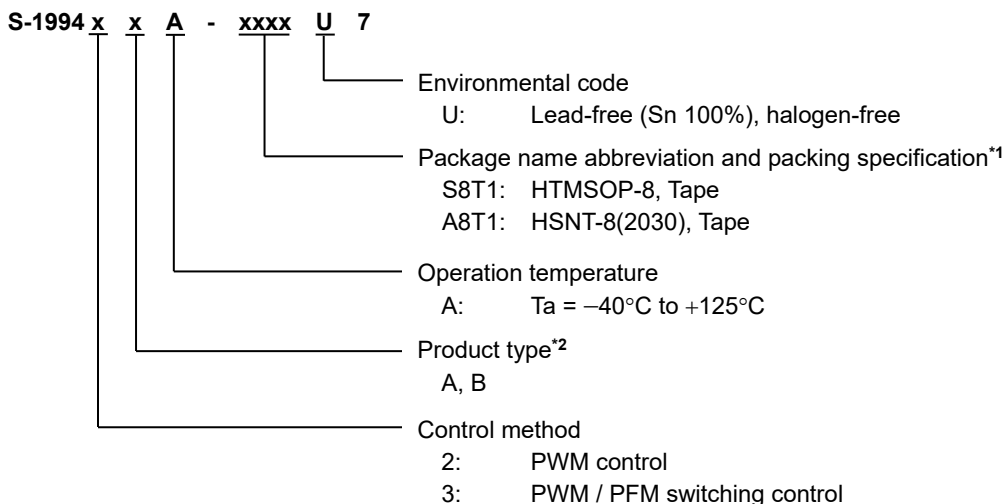 S-1994 x x A - xxxx U 7
Environmental code
U: Lead-free (Sn 100%), halogen-free
Package name abbreviation and packing specification*1
S8T1: HTMSOP-8, Tape
A8T1: HSNT-8(2030), Tape
Operation temperature
A: Ta = −40°C to +125°C
Product type*2
A, B
Control method
2: PWM control
3: PWM / PFM switching control